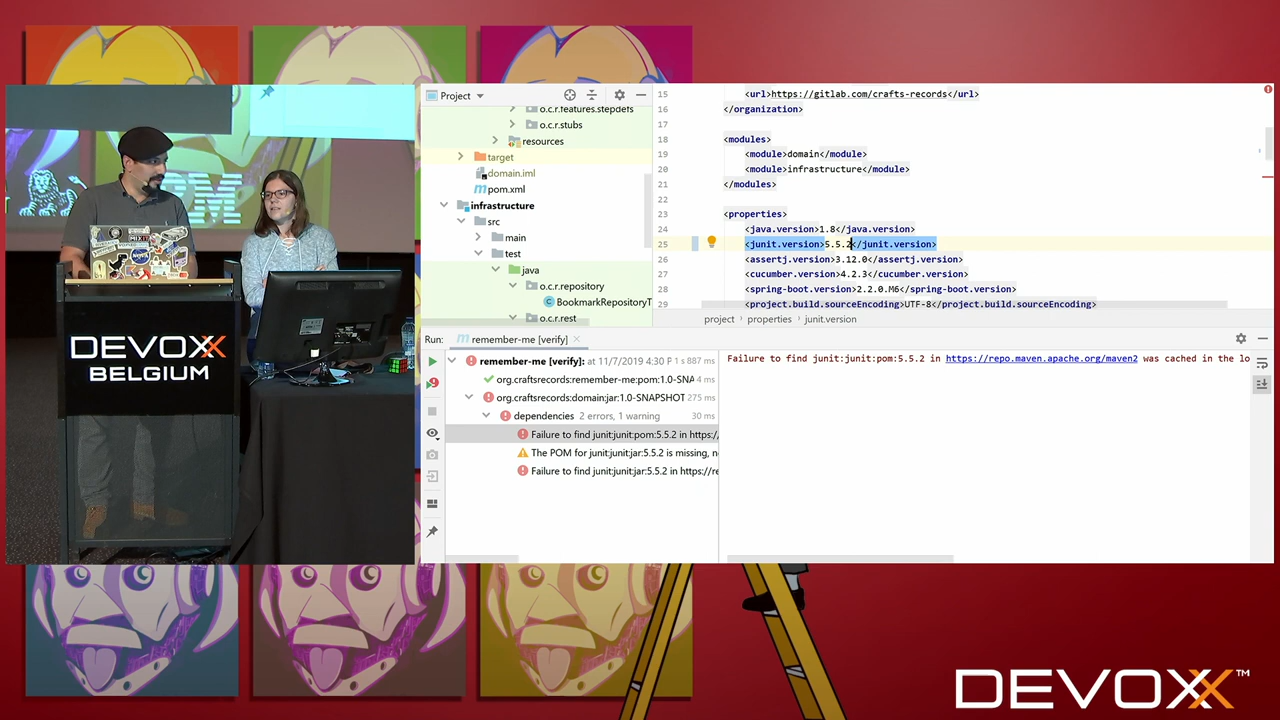 Project
o.c.r.features.stepdefs
o.c.r.stubs
resources
target
domain.iml
pom.xml
infrastructure
src
main
test
java
o.c.r.repository
BookmarkRepositoryT
o.c.r.rest
15 <url>https://gitlab.com/crafts-records</url>
16 </organization>
17
18 <modules>
19 <module>domain</module>
20 <module>infrastructure</module>
21 </modules>
22
23 <properties>
24 <java.version>1.8</java.version>
25 <junit.version>5.5.2</junit.version>
26 <assertj.version>3.12.0</assertj.version>
27 <cucumber.version>4.2.3</cucumber.version>
28 <spring-boot.version>2.2.0.M6</spring-boot.version>
29 <project.build.sourceEncoding>UTF-8</project.build.sourceEncoding>
project › properties › junit.version
Run: remember-me [verify]
remember-me [verify]: at 11/7/2019 4:30 P 1 s 887 ms
org.craftsrecords:remember-me:pom:1.0-SNA 4 ms
org.craftsrecords:domain:jar:1.0-SNAPSHOT 275 ms
dependencies 2 errors, 1 warning 30 ms
Failure to find junit:junit:pom:5.5.2 in https:/
The POM for junit:junit:jar:5.5.2 is missing, n
Failure to find junit:junit:jar:5.5.2 in https://re
Failure to find junit:junit:pom:5.5.2 in https://repo.maven.apache.org/maven2 was cached in the lo
DEVOXX
BELGIUM
DEVOXX™